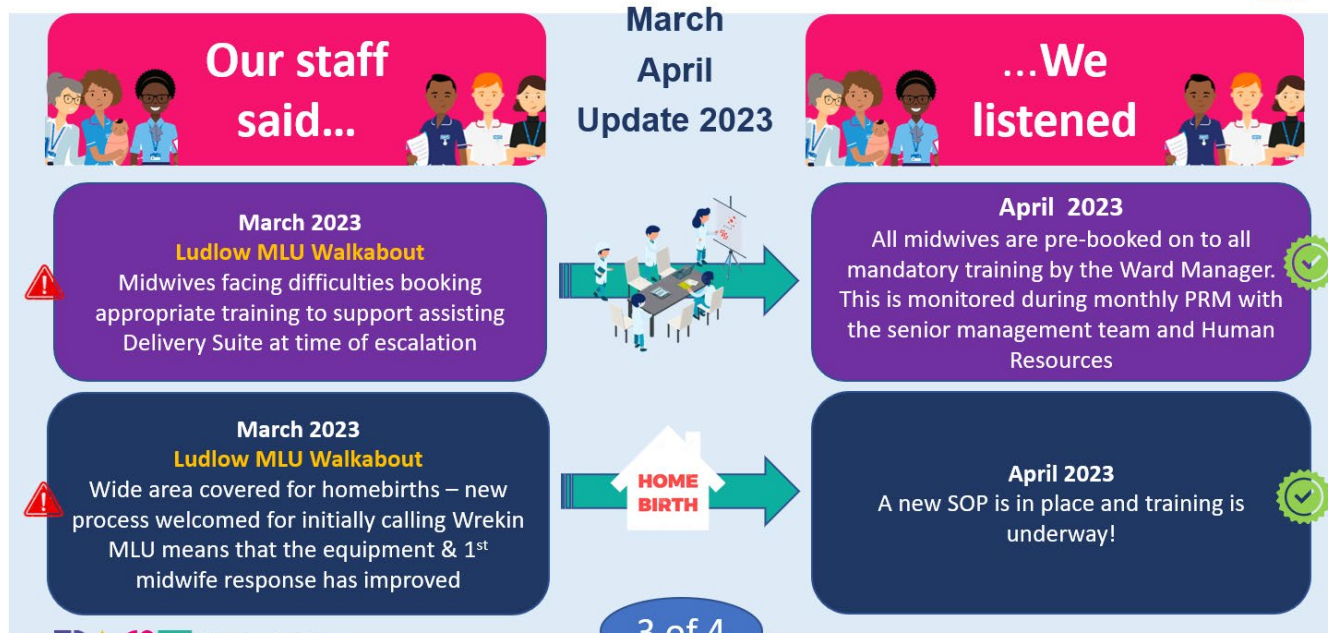 Our staff
said...
March
April
Update 2023
...We
listened
March 2023
Ludlow MLU Walkabout
Midwives facing difficulties booking
appropriate training to support assisting
Delivery Suite at time of escalation
April 2023
All midwives are pre-booked on to all
mandatory training by the Ward Manager.
This is monitored during monthly PRM with
the senior management team and Human
Resources
March 2023
Ludlow MLU Walkabout
Wide area covered for homebirths – new
process welcomed for initially calling Wrekin
MLU means that the equipment & 1st
midwife response has improved
HOME
BIRTH
April 2023
A new SOP is in place and training is
underway!
3 of 4